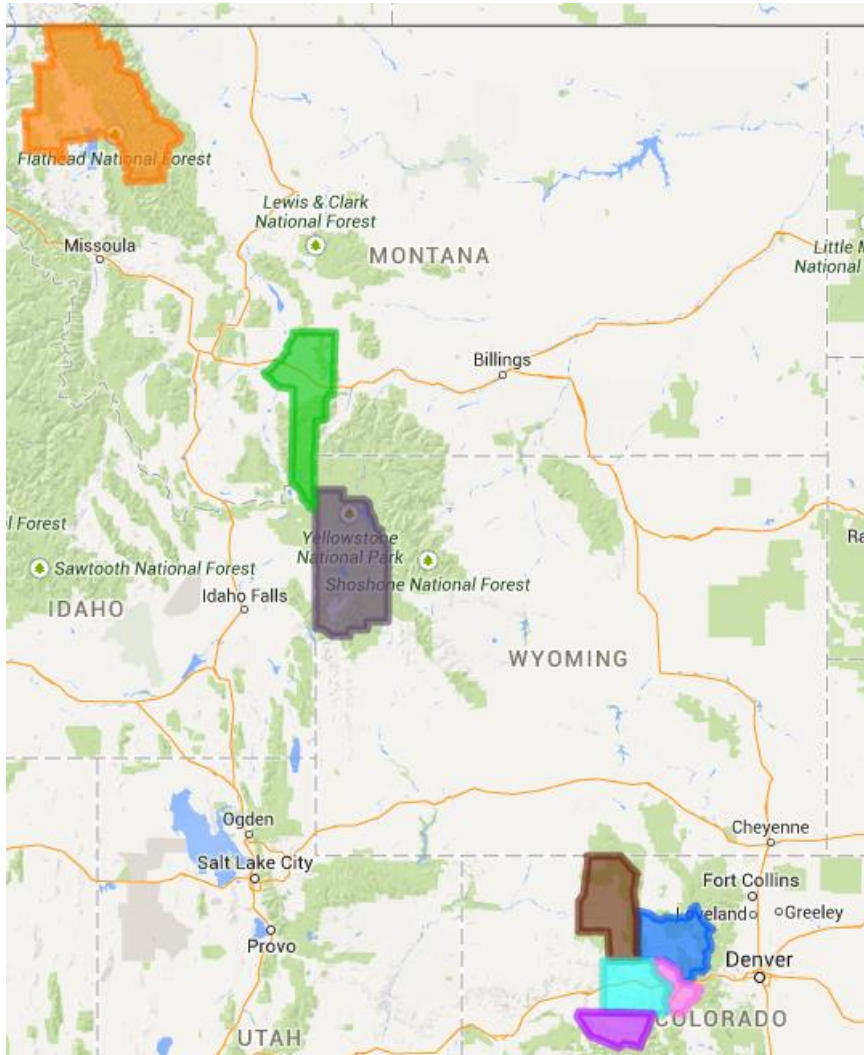 Flathead National Forest
Lewis & Clark
National Forest
Missoula
MONTANA
Little
National
Billings
l Forest
Yellowstone
National Park
Sawtooth National Forest
Shoshone National Forest
Idaho Falls
IDAHO
WYOMING
Ogden
Cheyenne
Salt Lake City
Fort Collins
Loveland
Greeley
Provo
Denver
COLORADO
UTAH